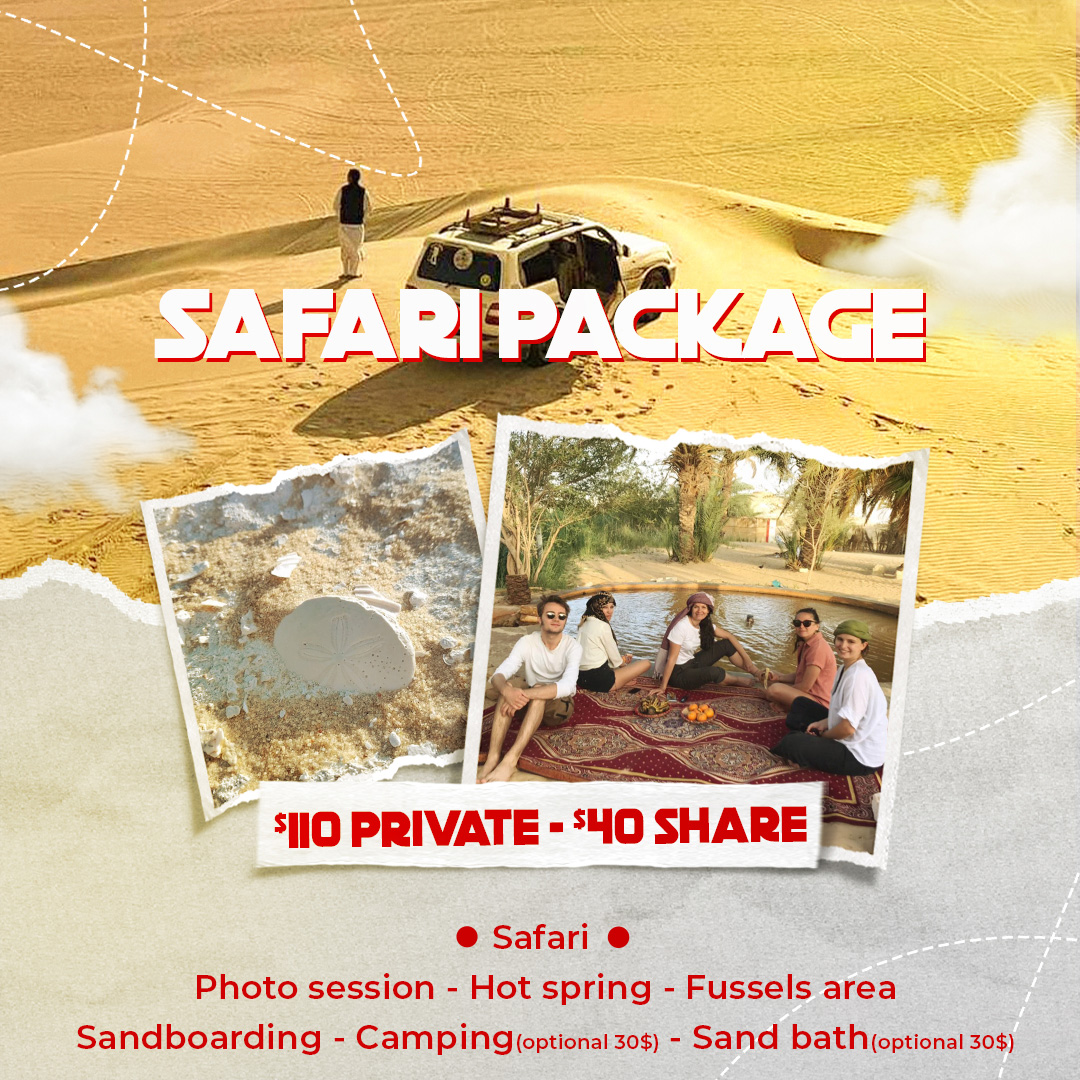 SAFARI PACKAGE
$110 PRIVATE - $40 SHARE
● Safari ●
Photo session - Hot spring - Fussels area
Sandboarding - Camping(optional 30$) - Sand bath(optional 30$)